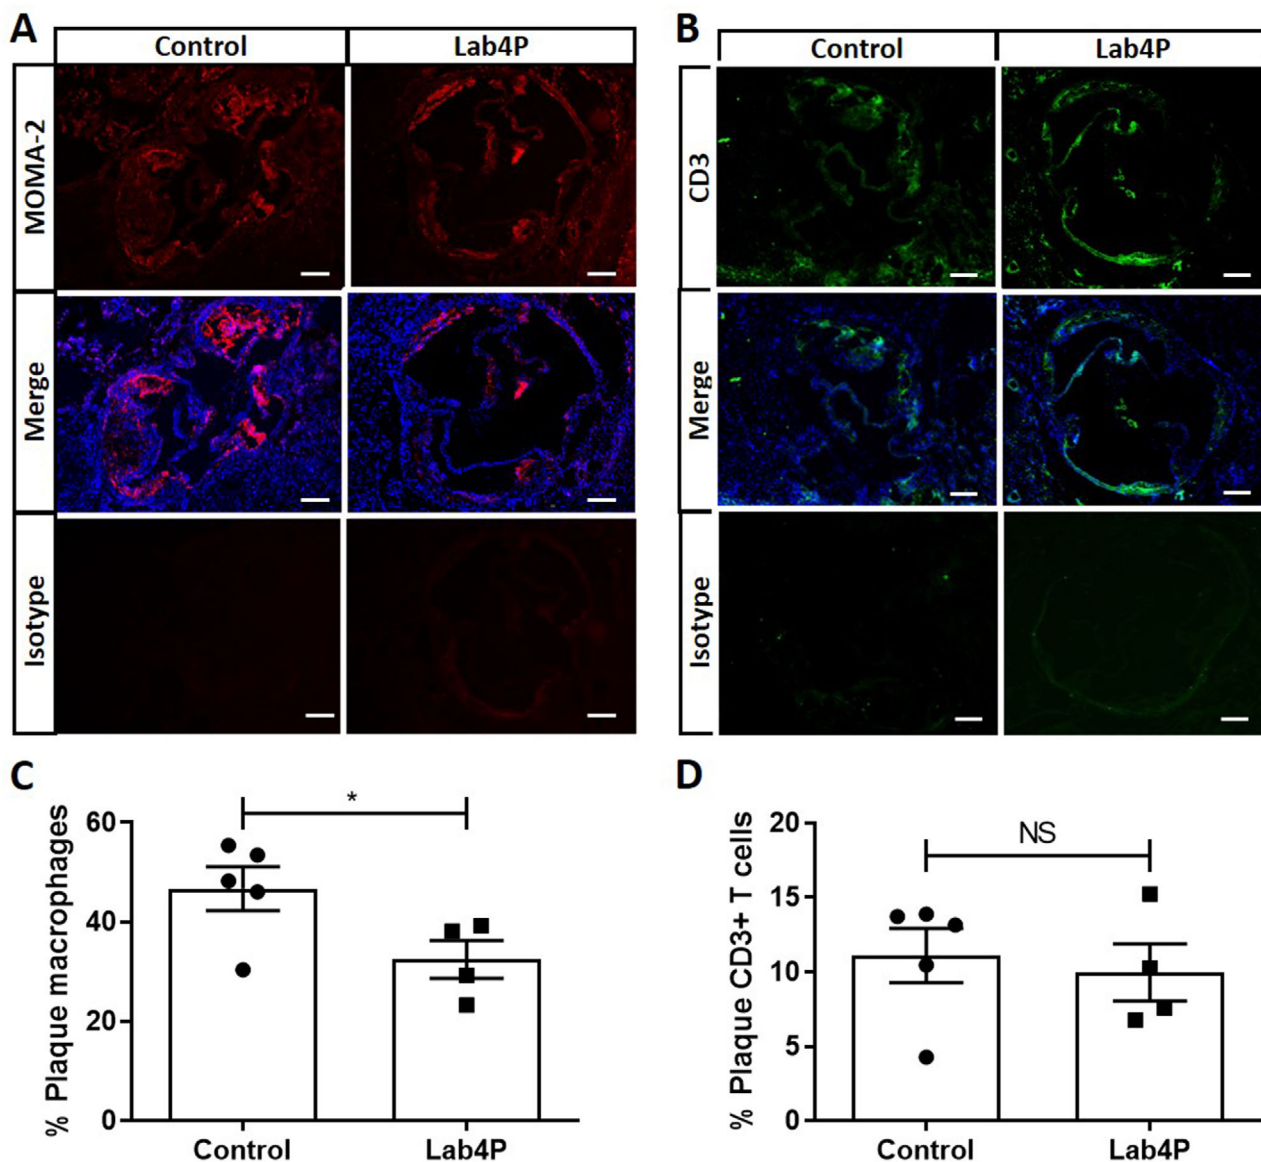 A
Control
Lab4P
MOMA-2
Merge
Isotype
B
Control
Lab4P
CD3
Merge
Isotype
C
*
% Plaque macrophages
60
40
20
0
Control
Lab4P
D
NS
% Plaque CD3+ T cells
20
15
10
5
0
Control
Lab4P